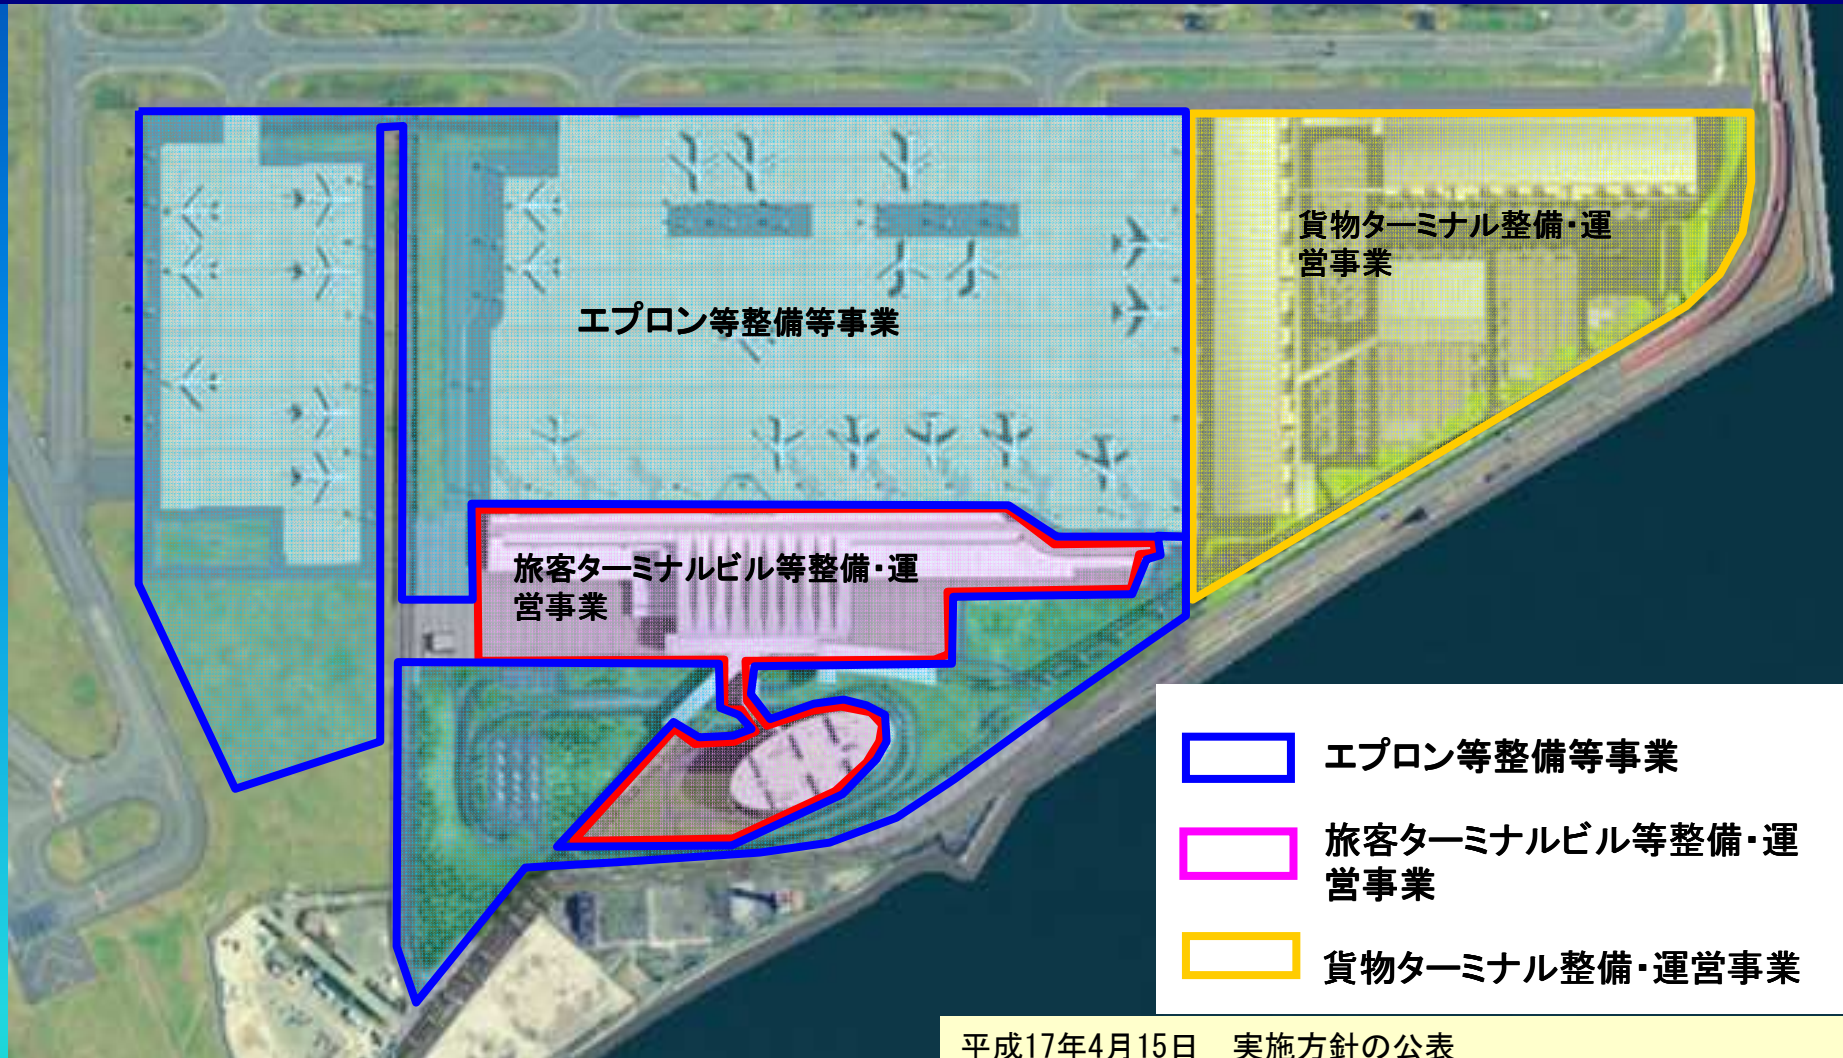 貨物ターミナル整備・運
営事業
エプロン等整備等事業
旅客ターミナルビル等整備・運
営事業
エプロン等整備等事業
旅客ターミナルビル等整備・運
営事業
貨物ターミナル整備・運営事業
平成17年4月15日　実施方針の公表